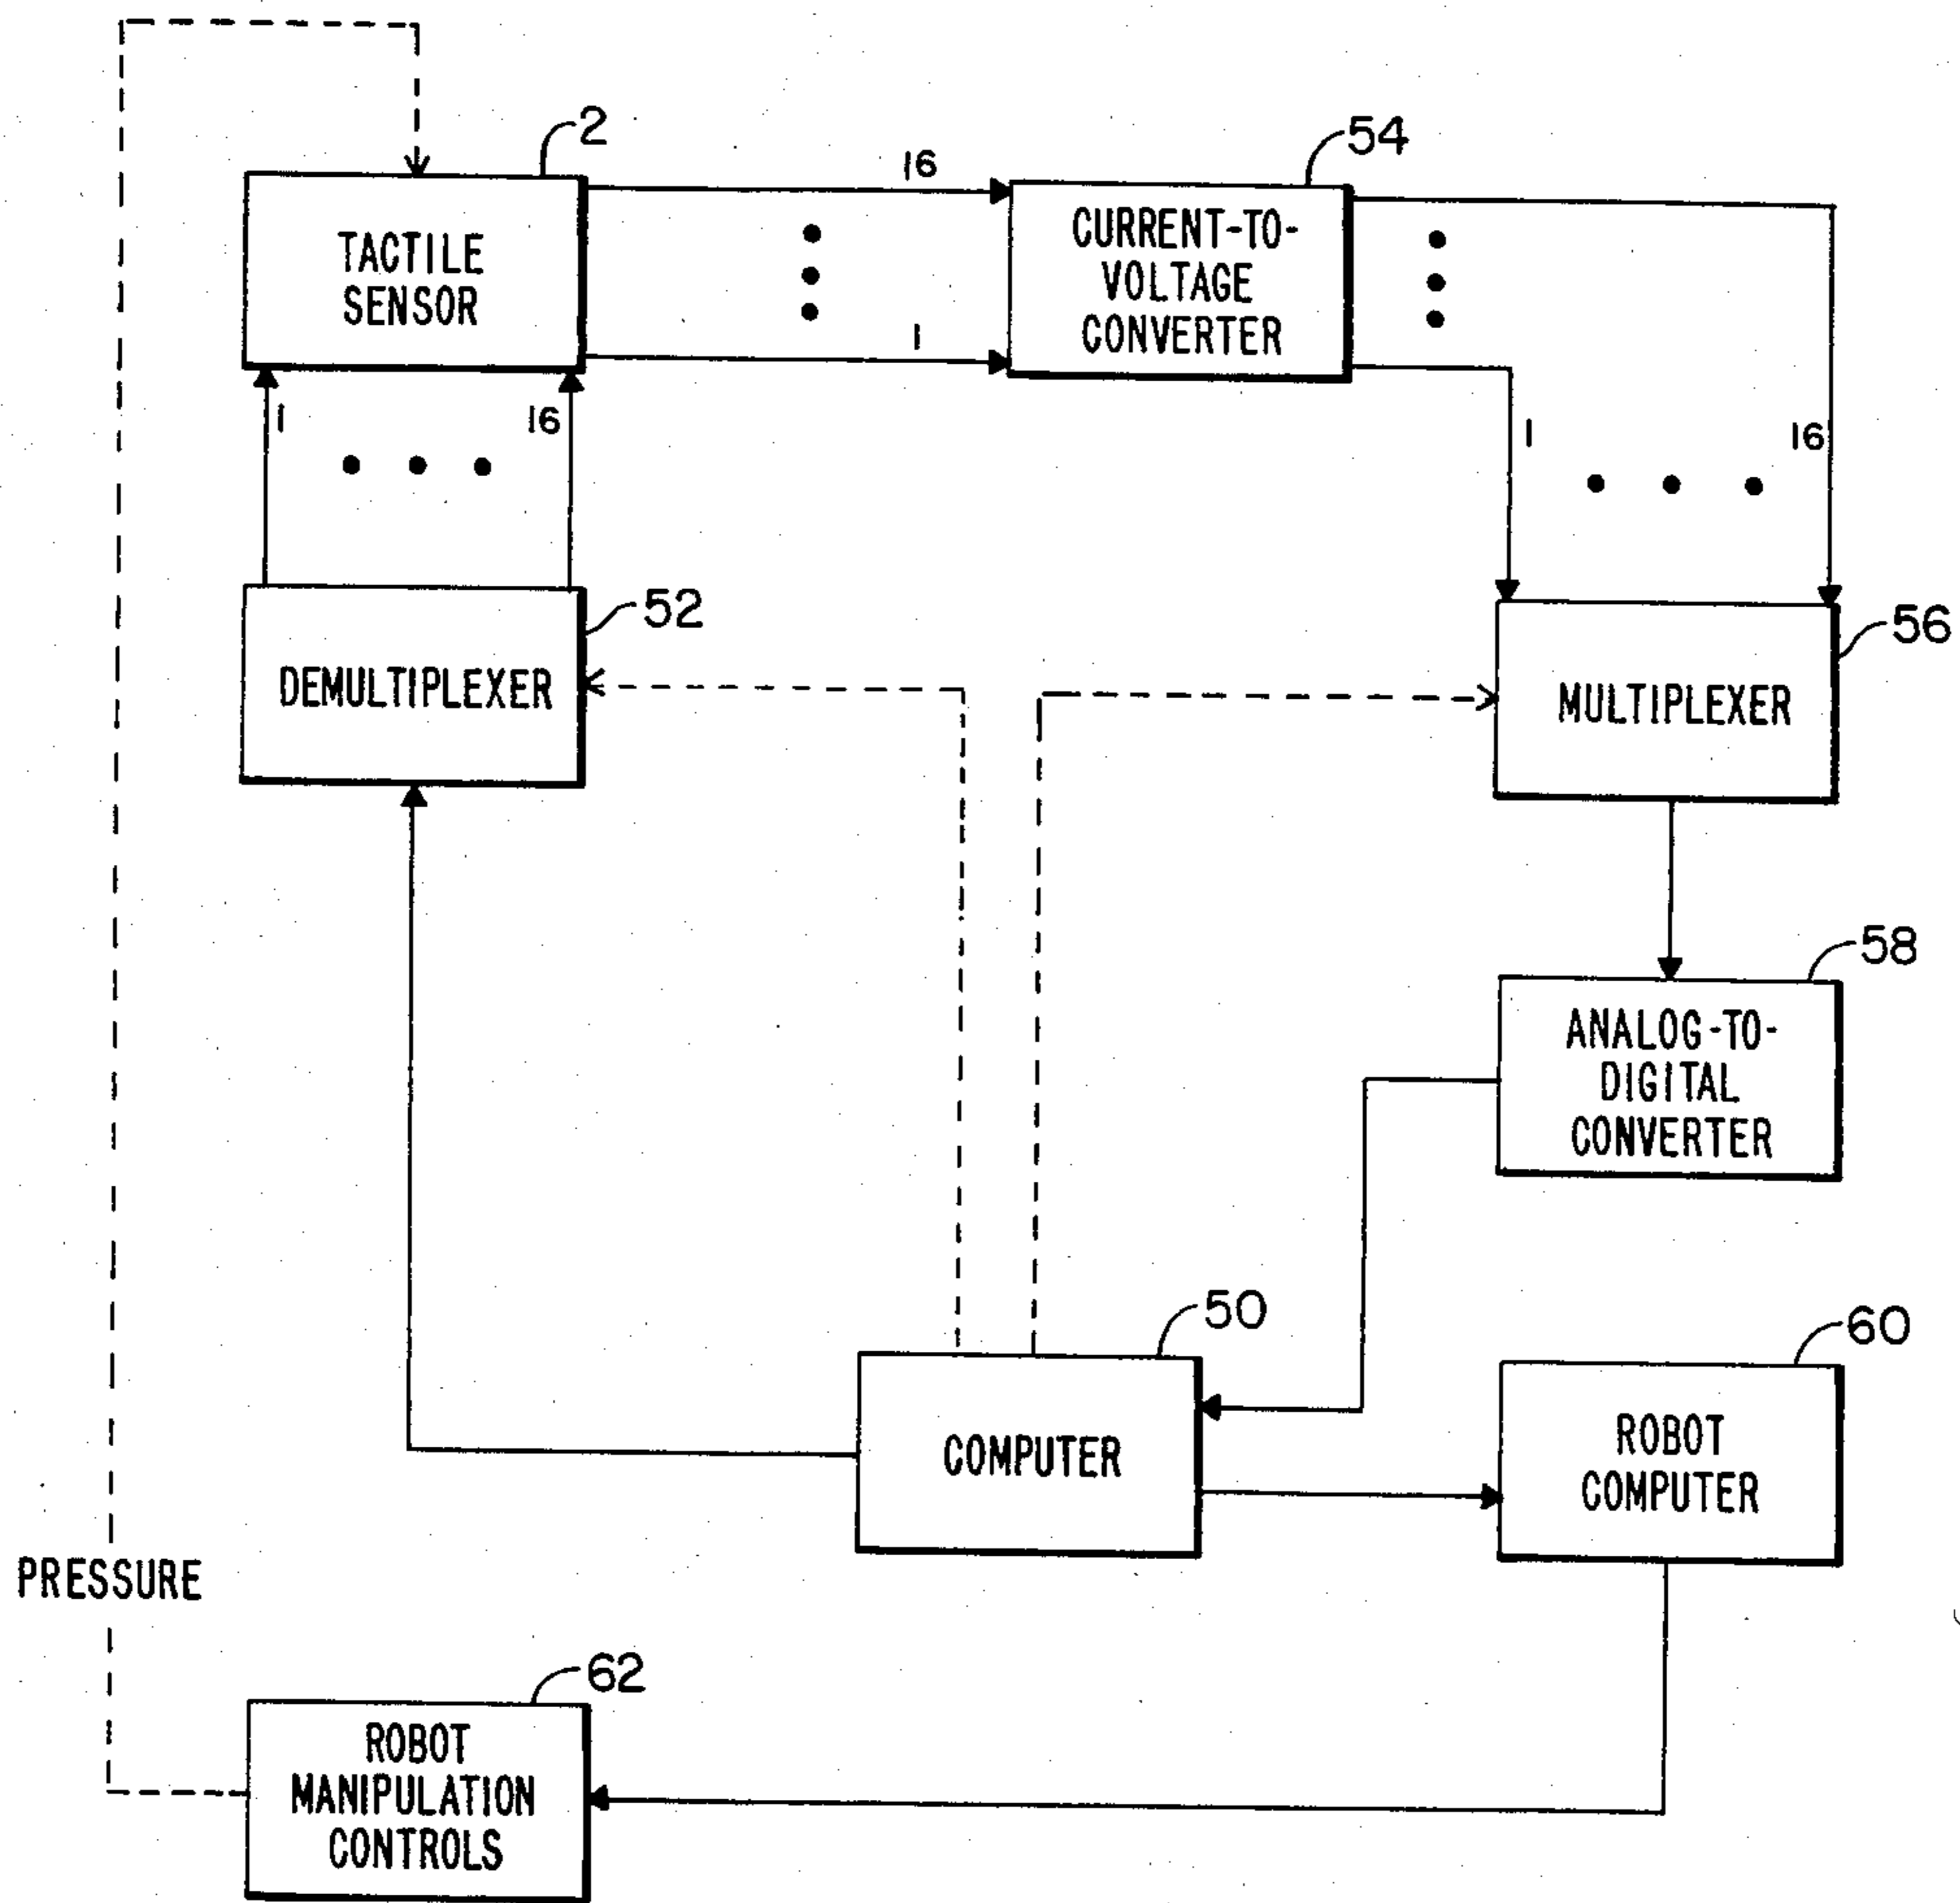 2
TACTILE
SENSOR
16
1
54
CURRENT-TO-
VOLTAGE
CONVERTER
1
16
1
16
52
DEMULTIPLEXER
56
MULTIPLEXER
58
ANALOG-TO-
DIGITAL
CONVERTER
50
COMPUTER
60
ROBOT
COMPUTER
PRESSURE
62
ROBOT
MANIPULATION
CONTROLS